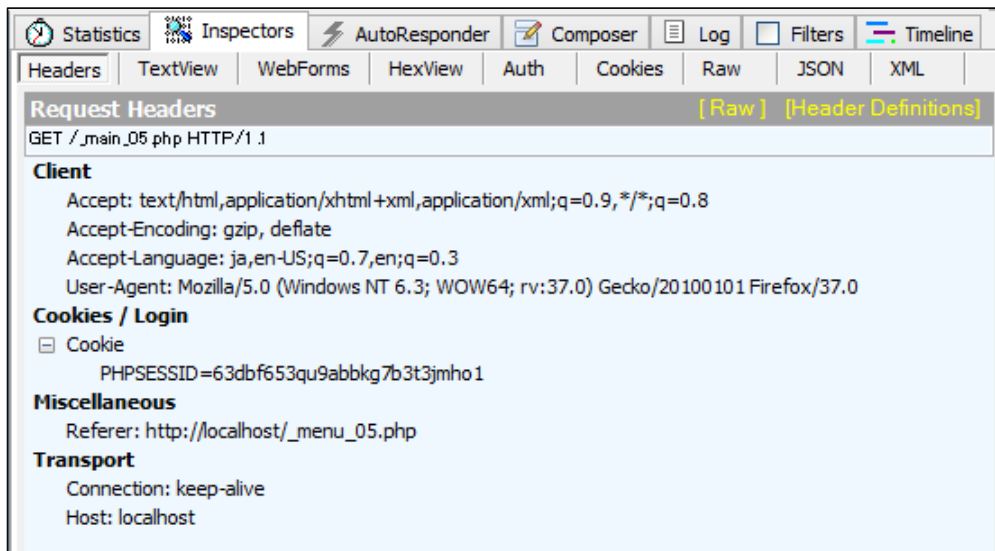 Statistics Inspectors AutoResponder Composer Log Filters Timeline
Headers TextView WebForms HexView Auth Cookies Raw JSON XML
Request Headers [ Raw ] [Header Definitions]
GET /_main_05.php HTTP/1.1
Client
Accept: text/html,application/xhtml+xml,application/xml;q=0.9,*/*;q=0.8
Accept-Encoding: gzip, deflate
Accept-Language: ja,en-US;q=0.7,en;q=0.3
User-Agent: Mozilla/5.0 (Windows NT 6.3; WOW64; rv:37.0) Gecko/20100101 Firefox/37.0
Cookies / Login
Cookie
PHPSESSID=63dbf653qu9abbkg7b3t3jmho1
Miscellaneous
Referer: http://localhost/_menu_05.php
Transport
Connection: keep-alive
Host: localhost